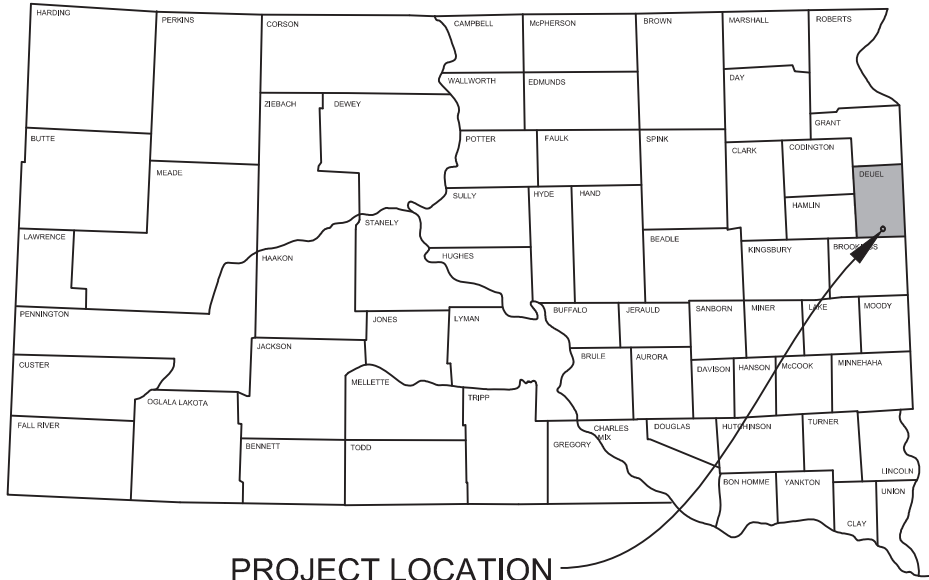 HARDING
PERKINS
CORSON
CAMPBELL
McPHERSON
BROWN
MARSHALL
ROBERTS
WALLWORTH
EDMUNDS
DAY
ZIEBACH
DEWEY
GRANT
BUTTE
POTTER
FAULK
SPINK
CLARK
CODINGTON
MEADE
DEUEL
SULLY
HYDE
HAND
HAMLIN
STANELY
LAWRENCE
BEADLE
KINGSBURY
BROOKINGS
HAAKON
HUGHES
PENNINGTON
JONES
LYMAN
BUFFALO
JERAULD
SANBORN
MINER
LAKE
MOODY
JACKSON
BRULE
AURORA
CUSTER
DAVISON
HANSON
McCOOK
MINNEHAHA
MELLETTE
OGLALA LAKOTA
TRIPP
FALL RIVER
CHARLES
MIX
DOUGLAS
HUTCHINSON
TURNER
BENNETT
TODD
GREGORY
LINCOLN
BON HOMME
YANKTON
UNION
CLAY
PROJECT LOCATION